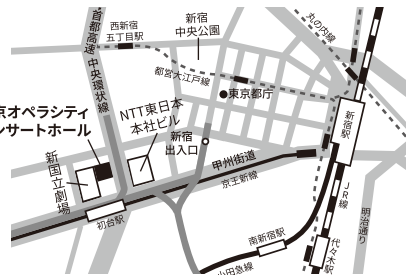 首都高速 中央環状線
西新宿
五丁目駅
新宿
中央公園
丸の内線
都営大江戸線
東京都庁
京オペラシティ
ンサートホール
NTT東日本
本社ビル
新宿
出入口
新宿駅
新国立劇場
甲州街道
京王新線
初台駅
JR線
明治通り
南新宿駅
代々木駅
小田急線